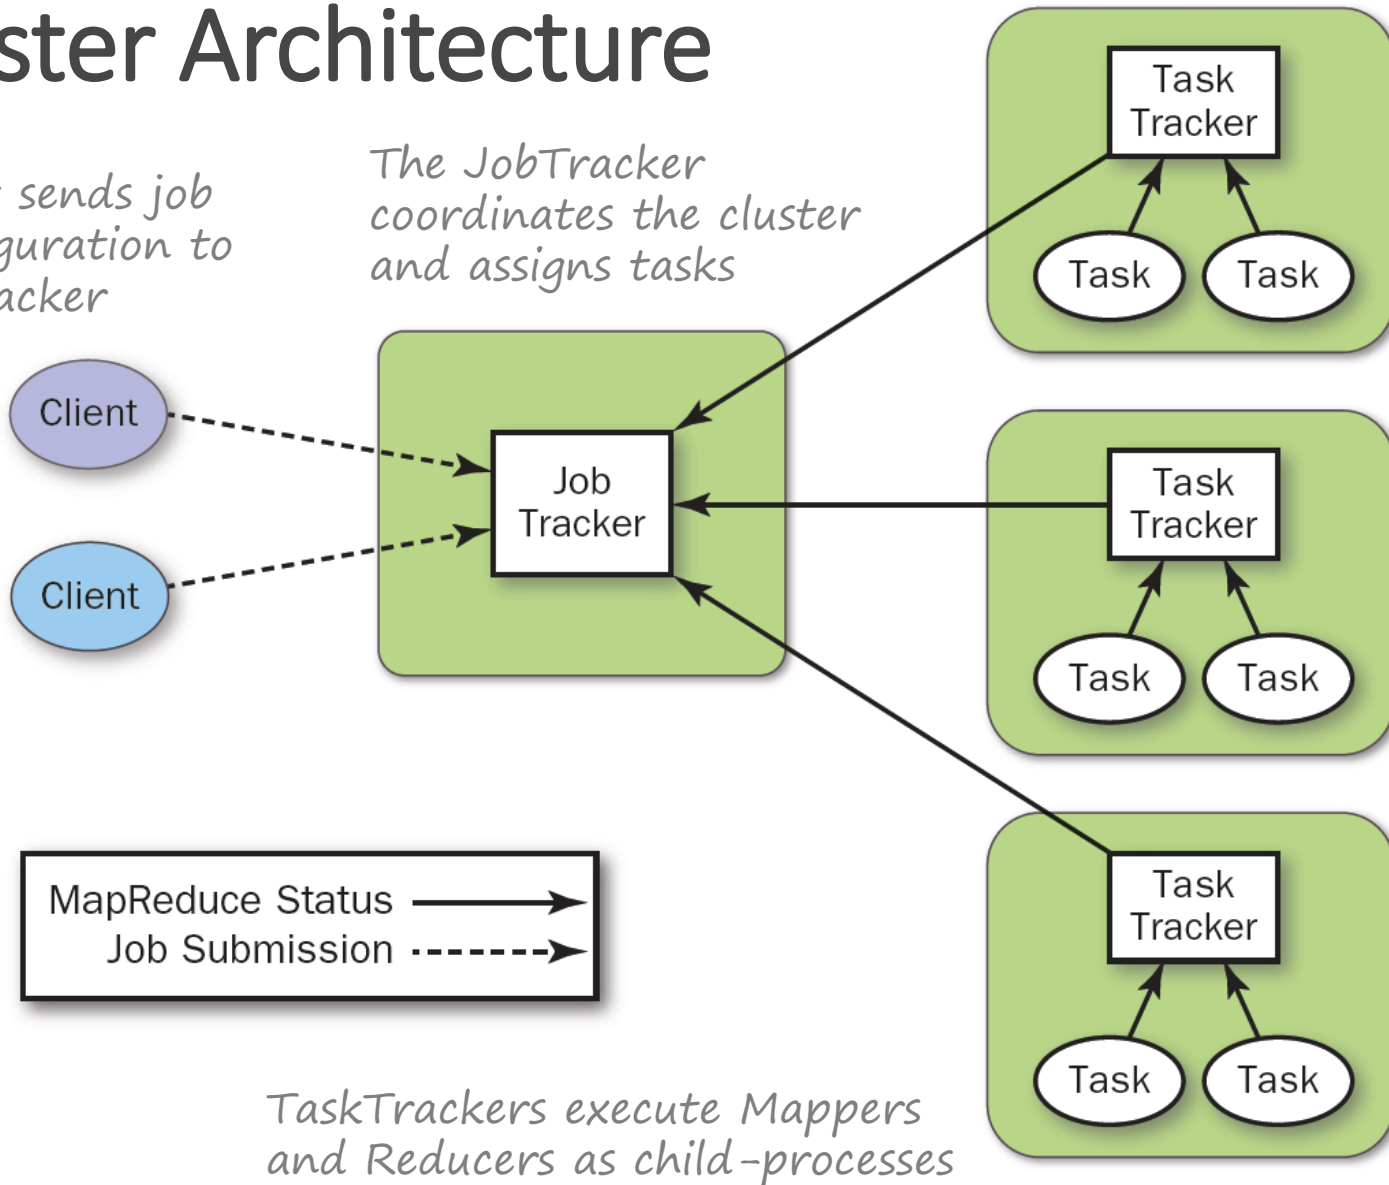 ster Architecture
sends job
guration to
acker
The JobTracker
coordinates the cluster
and assigns tasks
Client
Client
Job
Tracker
Task
Tracker
Task Task
Task
Tracker
Task Task
Task
Tracker
Task Task
MapReduce Status
Job Submission
TaskTrackers execute Mappers
and Reducers as child-processes